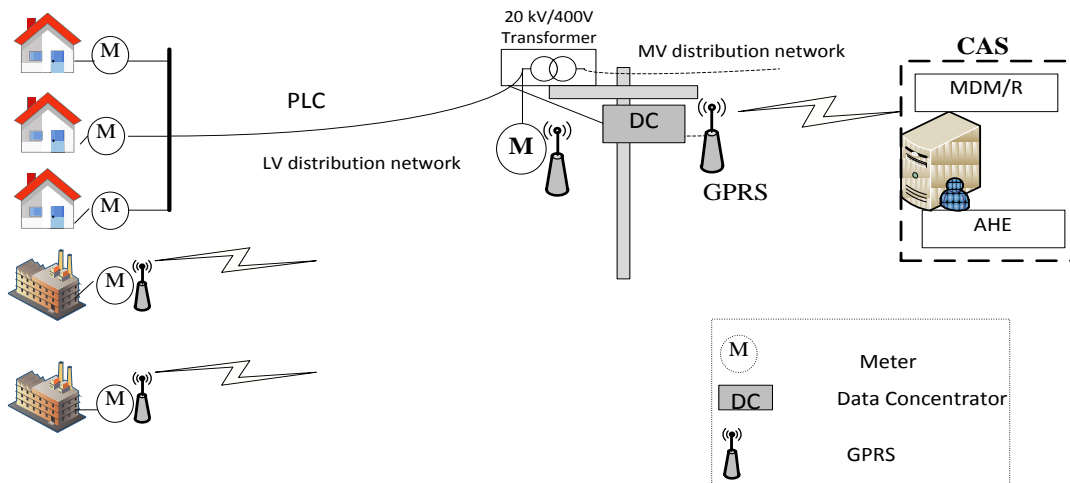 20 kV/400V
Transformer
MV distribution network
CAS
MDM/R
M
PLC
DC
M
M
LV distribution network
GPRS
M
AHE
M
M
M
Meter
DC
Data Concentrator
GPRS
M